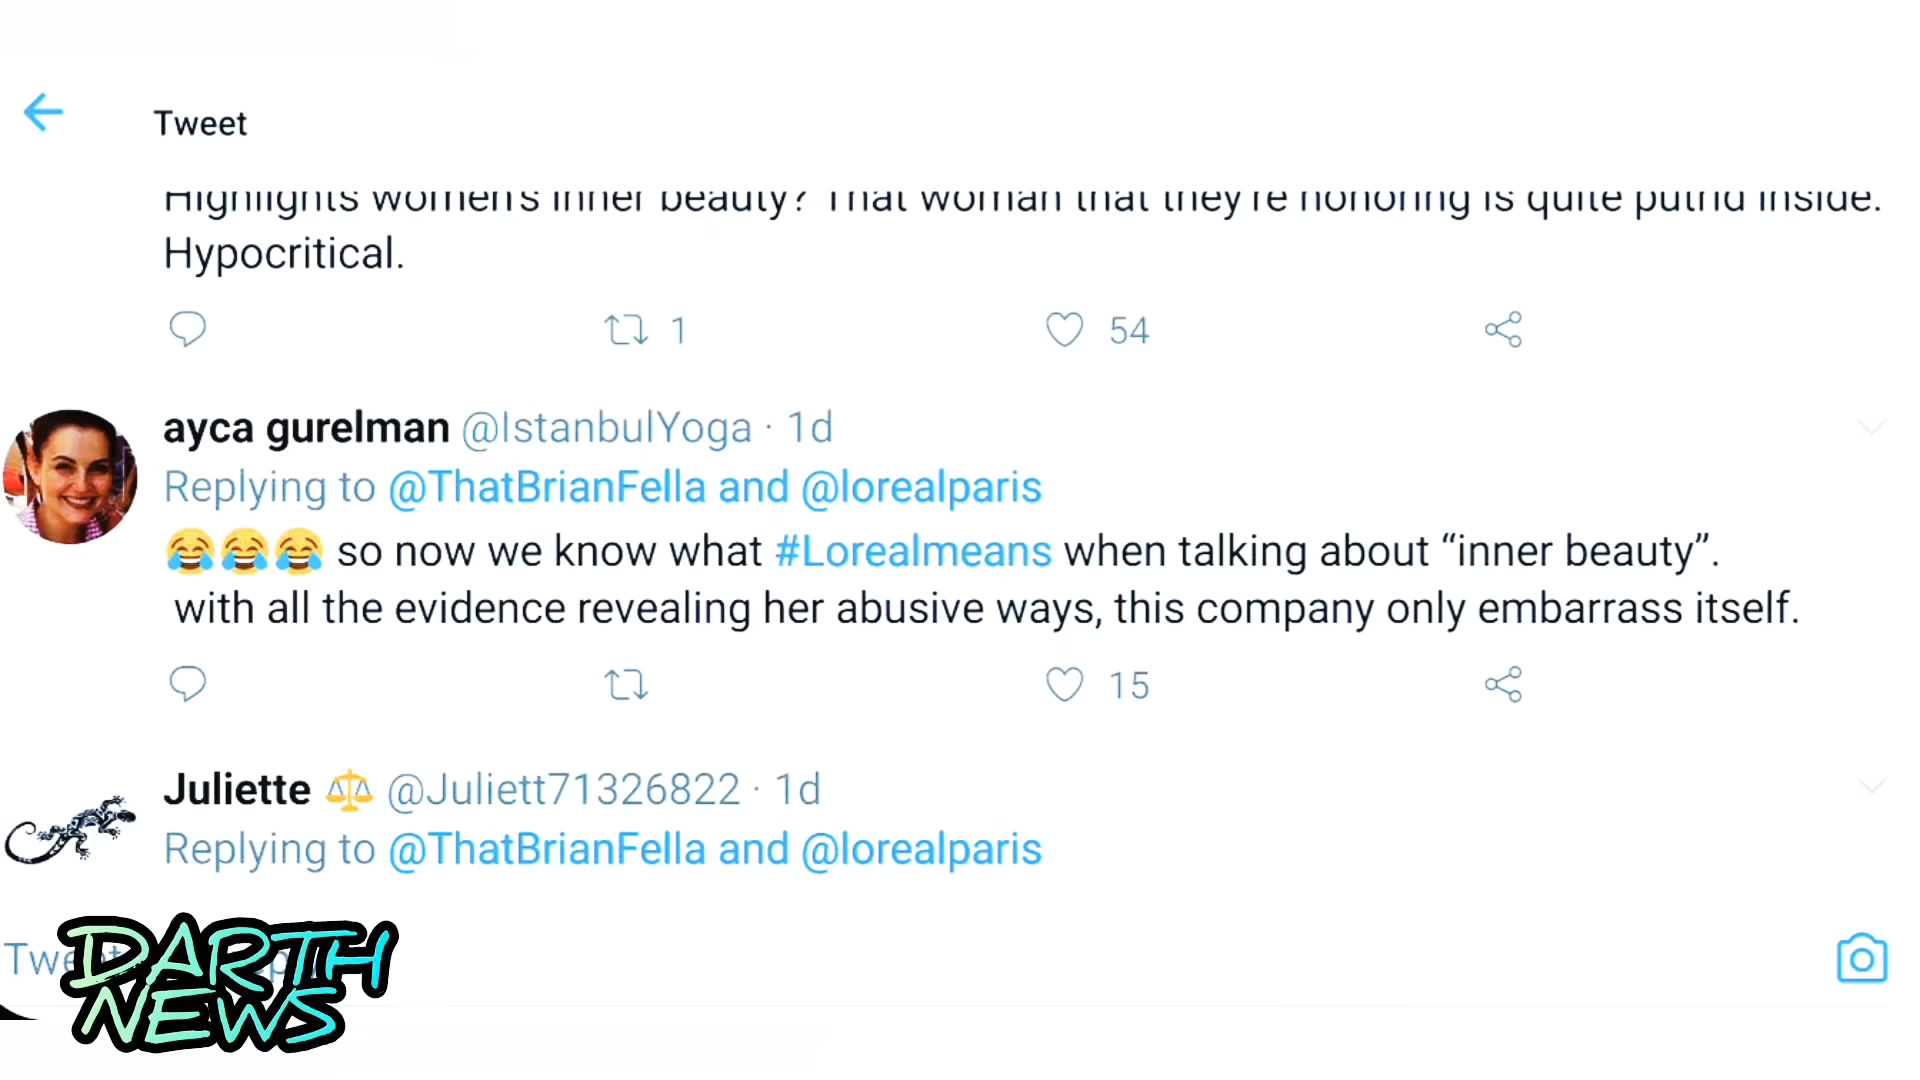 Tweet
Highlights women's inner beauty? That woman that they're honoring is quite putrid inside.
Hypocritical.
1
54
ayca gurelman @IstanbulYoga · 1d
Replying to @ThatBrianFella and @lorealparis
😂😂😂 so now we know what #Lorealmeans when talking about “inner beauty”.
with all the evidence revealing her abusive ways, this company only embarrass itself.
15
Juliette ⚖️ @Juliett71326822 · 1d
Replying to @ThatBrianFella and @lorealparis
DARTH
NEWS